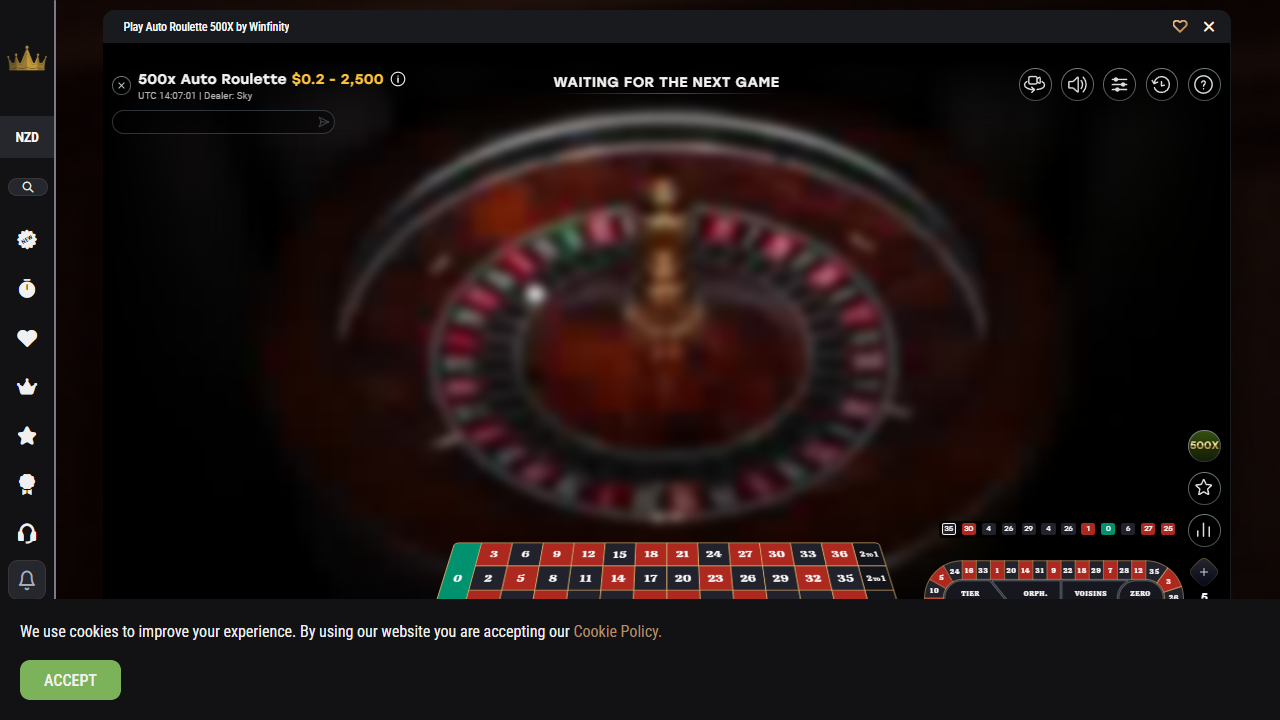 Play Auto Roulette 500X by Winfinity
500x Auto Roulette $0.2 - 2,500
UTC 14:07:01 | Dealer: Sky
WAITING FOR THE NEXT GAME
NZD
NEW
500X
35 30 4 26 29 4 26 1 0 6 27 25
3 6 9 12 15 18 21 24 27 30 33 36 2to1
0 2 5 8 11 14 17 20 23 26 29 32 35 2to1
5 24 16 33 1 20 14 31 9 22 18 29 7 28 12 35 3
10 TIER ORPH. VOISINS ZERO 26
We use cookies to improve your experience. By using our website you are accepting our Cookie Policy.
ACCEPT